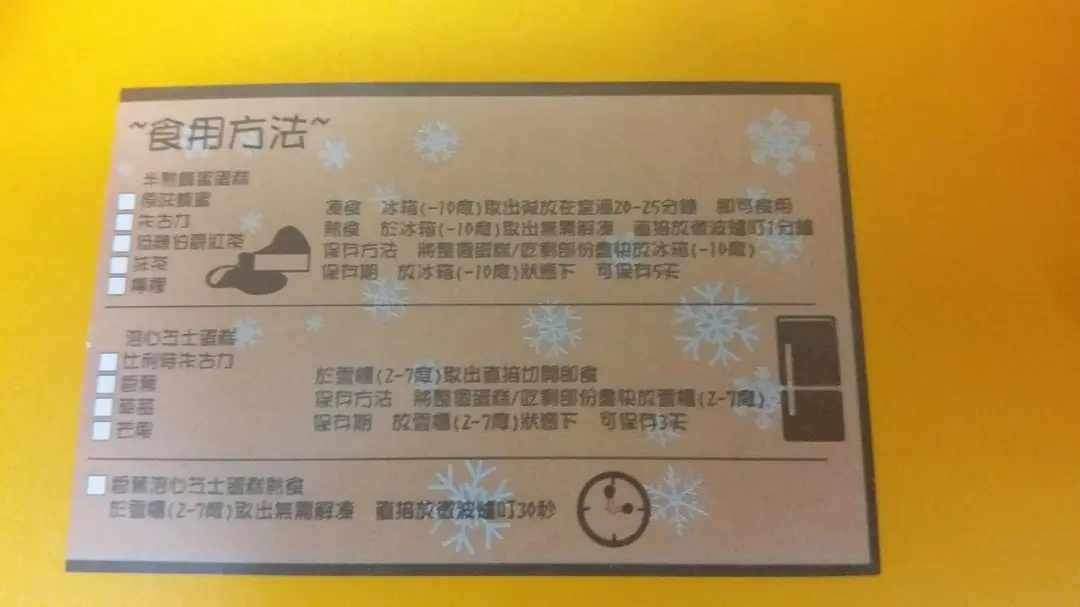 ~食用方法~
半熟蜂蜜蛋糕
原味蜂蜜
朱古力
伯爵紅茶
抹茶
檸檬
凍食 冰箱(-10度)取出後放在室溫20-25分鐘 即可食用
熱食 於冰箱(-10度)取出無需解凍 直接放微波爐叮1分鐘
保存方法 將整個蛋糕/吃剩部份盡快放冰箱(-10度)
保存期 放冰箱(-10度)狀態下 可保存5天
溶心芝士蛋糕
比利時朱古力
香蕉
草莓
芒果
於雪櫃(2-7度)取出直接切開即食
保存方法 將整個蛋糕/吃剩部份盡快放雪櫃(2-7度)
保存期 放雪櫃(2-7度)狀態下 可保存3天
香蕉溶心芝士蛋糕熱食
於雪櫃(2-7度)取出無需解凍 直接放微波爐叮30秒